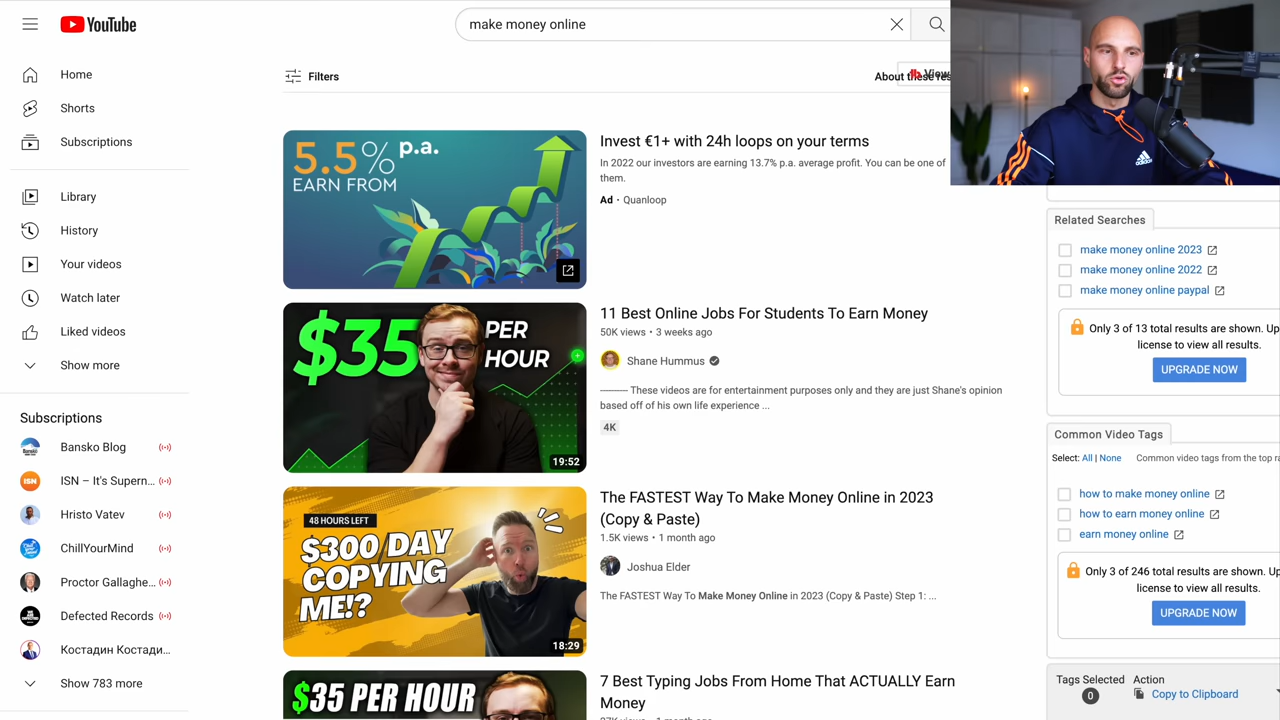 YouTube
make money online
Home
Shorts
Subscriptions
Library
History
Your videos
Watch later
Liked videos
Show more
Subscriptions
Bansko Blog
ISN
ISN – It's Supern...
Hristo Vatev
ChillYourMind
Proctor Gallaghe...
Defected Records
Костадин Костади...
Show 783 more
Filters
About these res
View
5.5% p.a.
EARN FROM
Invest €1+ with 24h loops on your terms
In 2022 our investors are earning 13.7% p.a. average profit. You can be one of
them.
Ad • Quanloop
$35 PER
HOUR
19:52
11 Best Online Jobs For Students To Earn Money
50K views • 3 weeks ago
Shane Hummus
--------- These videos are for entertainment purposes only and they are just Shane's opinion
based off of his own life experience ...
4K
48 HOURS LEFT
$300/DAY
COPYING
ME!?
18:29
The FASTEST Way To Make Money Online in 2023
(Copy & Paste)
1.5K views • 1 month ago
Joshua Elder
The FASTEST Way To Make Money Online in 2023 (Copy & Paste) Step 1: ...
$35 PER HOUR
7 Best Typing Jobs From Home That ACTUALLY Earn
Money
adidas
Related Searches
make money online 2023
make money online 2022
make money online paypal
Only 3 of 13 total results are shown. Up
license to view all results.
UPGRADE NOW
Common Video Tags
Select: All | None Common video tags from the top ra
how to make money online
how to earn money online
earn money online
Only 3 of 246 total results are shown. Up
license to view all results.
UPGRADE NOW
Tags Selected
0
Action
Copy to Clipboard